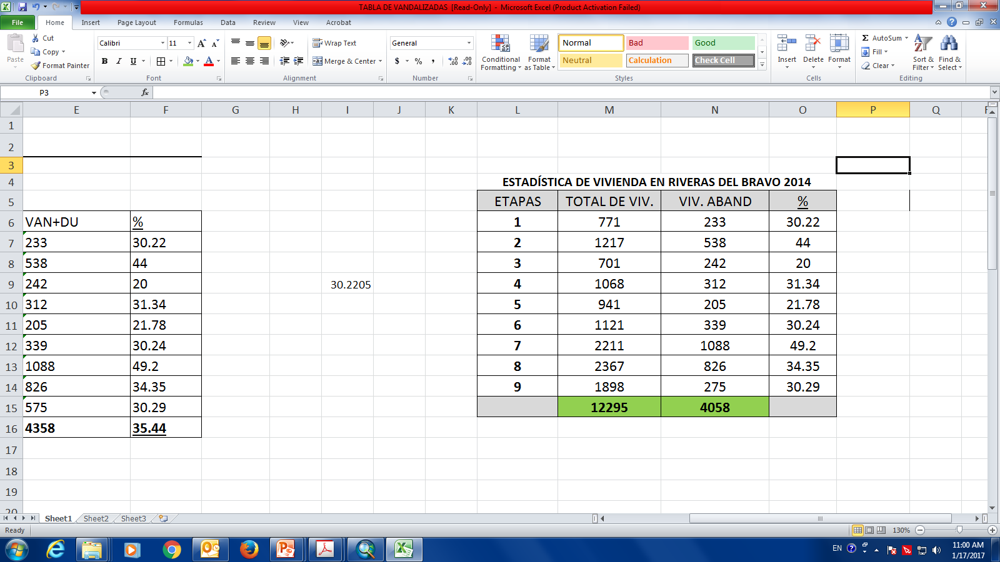 TABLA DE VANDALIZADAS [Read-Only] - Microsoft Excel (Product Activation Failed)
File Home Insert Page Layout Formulas Data Review View Acrobat
Paste Cut Copy Format Painter Clipboard
Calibri 11 B I U Font
Wrap Text Merge & Center Alignment
General $ % , Number
Conditional Formatting Format as Table Normal Bad Good Neutral Calculation Check Cell Styles
Insert Delete Format Cells
Σ AutoSum Fill Clear Sort & Filter Find & Select Editing
P3 fx
E F G H I J K L M N O P Q
1
2
3
4 ESTADÍSTICA DE VIVIENDA EN RIVERAS DEL BRAVO 2014
5 ETAPAS TOTAL DE VIV. VIV. ABAND %
6 VAN+DU % 1 771 233 30.22
7 233 30.22 2 1217 538 44
8 538 44 3 701 242 20
9 242 20 30.2205 4 1068 312 31.34
10 312 31.34 5 941 205 21.78
11 205 21.78 6 1121 339 30.24
12 339 30.24 7 2211 1088 49.2
13 1088 49.2 8 2367 826 34.35
14 826 34.35 9 1898 275 30.29
15 575 30.29 12295 4058
16 4358 35.44
17
18
19
20
Sheet1 Sheet2 Sheet3
Ready 130%
EN 11:00 AM
1/17/2017